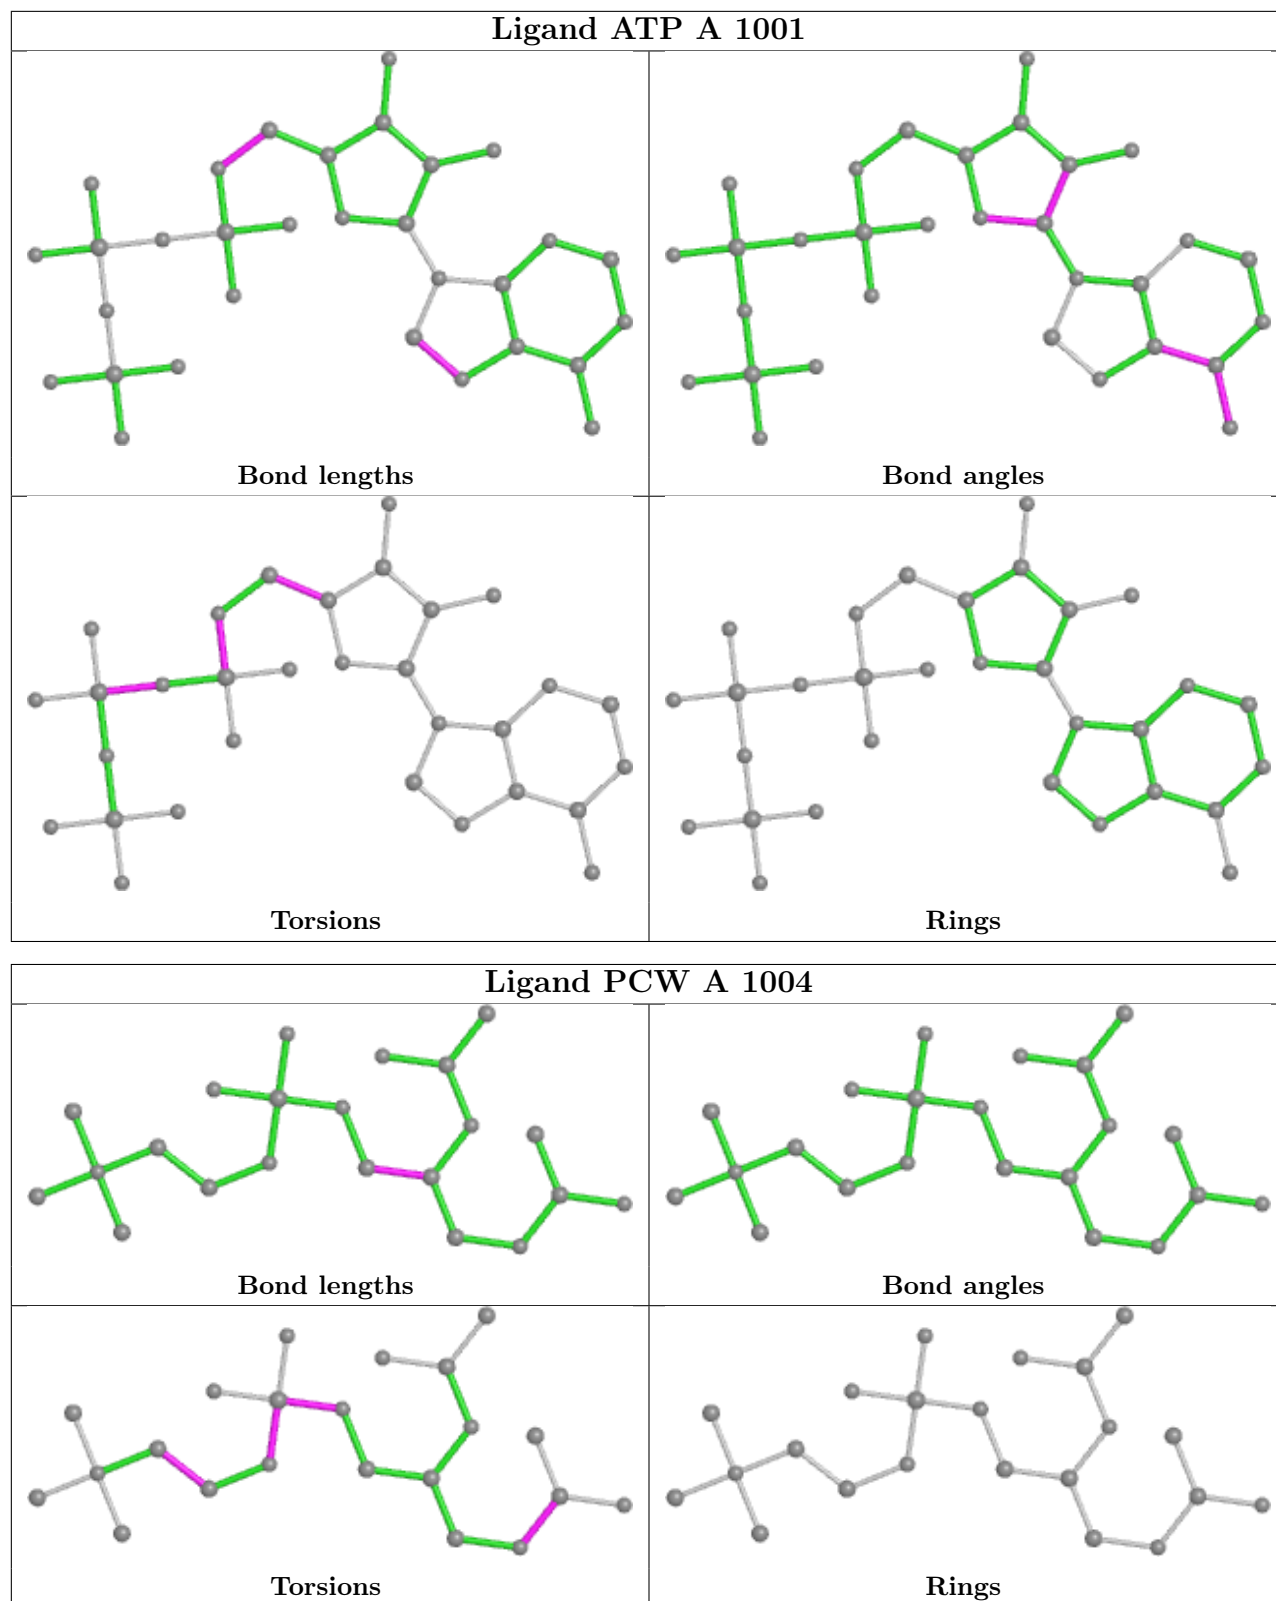 Ligand ATP A 1001
Bond lengths
Bond angles
Torsions
Rings
Ligand PCW A 1004
Bond lengths
Bond angles
Torsions
Rings